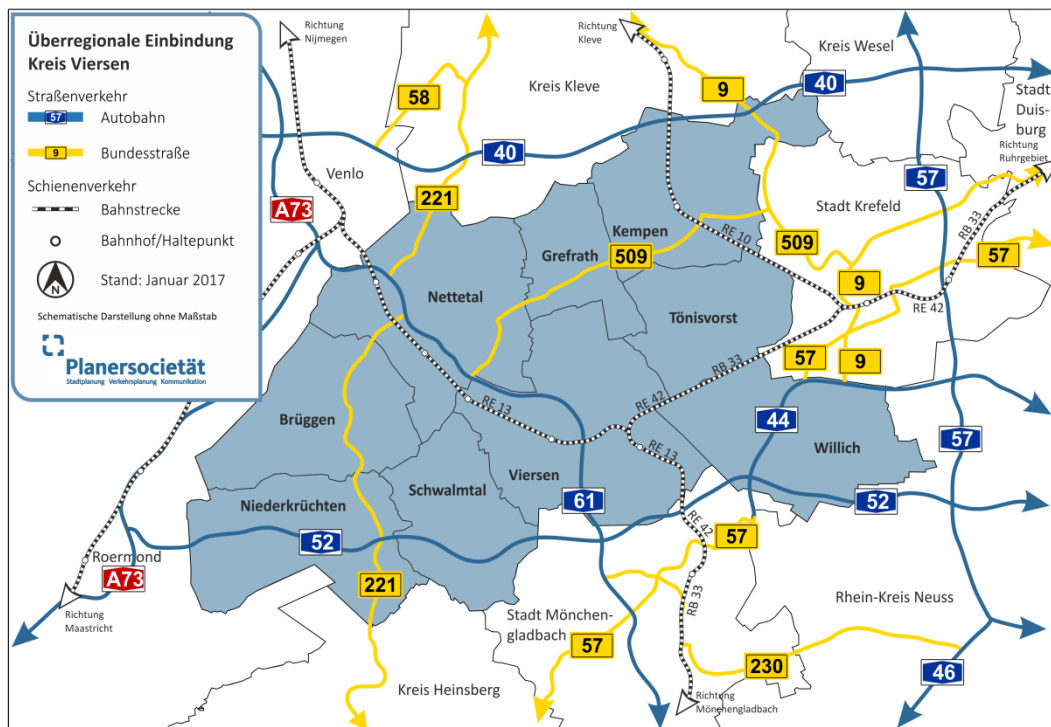 Überregionale Einbindung
Kreis Viersen
Straßenverkehr
57 Autobahn
9 Bundesstraße
Schienenverkehr
Bahnstrecke
Bahnhof/Haltepunkt
N Stand: Januar 2017
Schematische Darstellung ohne Maßstab
Planersocietät
Stadtplanung Verkehrsplanung Kommunikation
Richtung
Nijmegen
Richtung
Kleve
Kreis Wesel
Kreis Kleve
Stadt
Duis-
burg
Richtung
Ruhrgebiet
58
9
40
40
57
Venlo
221
A73
Stadt Krefeld
RB 33
Kempen
RE 10
Grefrath
509
509
57
9
Nettetal
Tönisvorst
RE 42
RB 33
57
9
RE 13
RE 42
Brüggen
44
Willich
57
RE 13
Viersen
Schwalmtal
61
52
Niederkrüchten
52
RE 42
57
Roermond
A73
221
RB 33
Richtung
Maastricht
Stadt Mönchen-
gladbach
Rhein-Kreis Neuss
57
230
46
Kreis Heinsberg
Richtung
Mönchengladbach